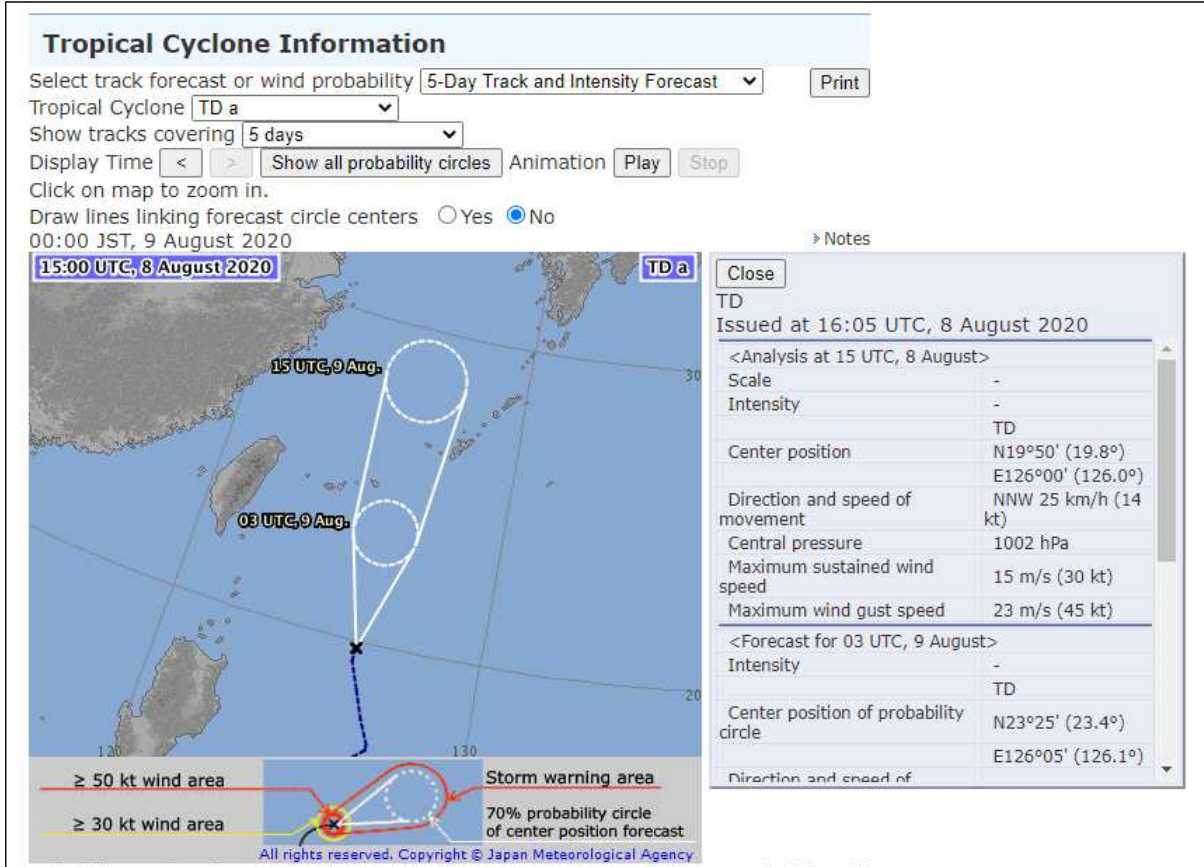 Tropical Cyclone Information
Select track forecast or wind probability 5-Day Track and Intensity Forecast Print
Tropical Cyclone TD a
Show tracks covering 5 days
Display Time < > Show all probability circles Animation Play Stop
Click on map to zoom in.
Draw lines linking forecast circle centers Yes No
00:00 JST, 9 August 2020
» Notes
15:00 UTC, 8 August 2020
TD a
15 UTC, 9 Aug.
30
03 UTC, 9 Aug.
20
120
130
≥ 50 kt wind area
≥ 30 kt wind area
Storm warning area
70% probability circle
of center position forecast
All rights reserved. Copyright © Japan Meteorological Agency
Close
TD
Issued at 16:05 UTC, 8 August 2020
<Analysis at 15 UTC, 8 August>
Scale -
Intensity -
TD
Center position N19°50' (19.8°)
E126°00' (126.0°)
Direction and speed of
movement NNW 25 km/h (14
kt)
Central pressure 1002 hPa
Maximum sustained wind
speed 15 m/s (30 kt)
Maximum wind gust speed 23 m/s (45 kt)
<Forecast for 03 UTC, 9 August>
Intensity -
TD
Center position of probability
circle N23°25' (23.4°)
E126°05' (126.1°)
Direction and speed of